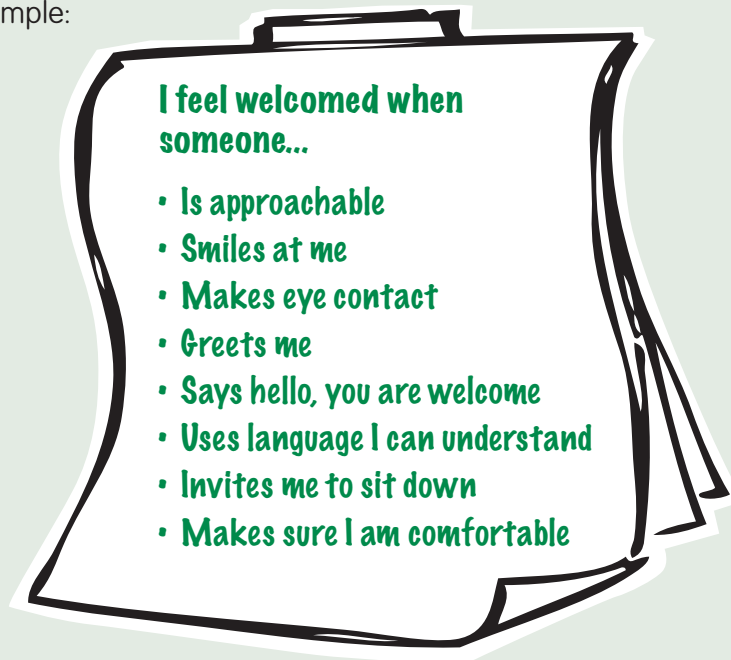 mple:
I feel welcomed when
someone...
• Is approachable
• Smiles at me
• Makes eye contact
• Greets me
• Says hello, you are welcome
• Uses language I can understand
• Invites me to sit down
• Makes sure I am comfortable